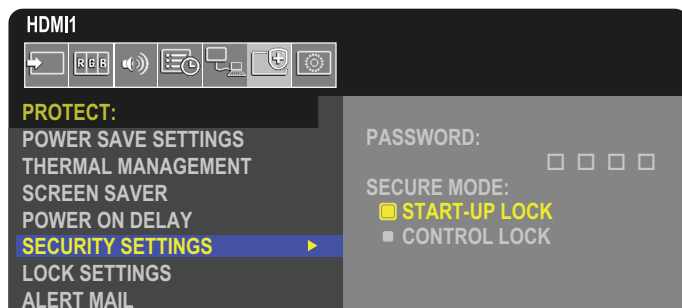 HDMI1
RGB
PROTECT:
POWER SAVE SETTINGS
THERMAL MANAGEMENT
SCREEN SAVER
POWER ON DELAY
SECURITY SETTINGS
LOCK SETTINGS
ALERT MAIL
PASSWORD:
SECURE MODE:
START-UP LOCK
CONTROL LOCK